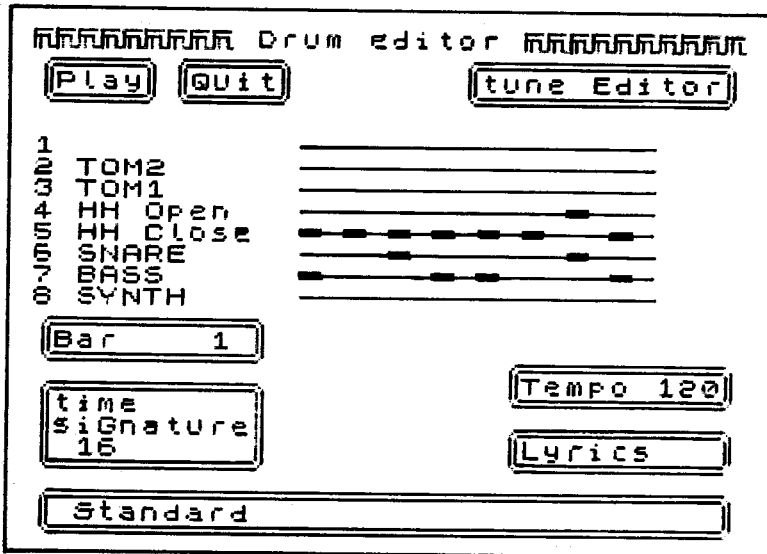 Drum Editor
Play QUit tune Editor
1
2 TOM2
3 TOM1
4 HH Open
5 HH Close
6 SNARE
7 BASS
8 SYNTH
Bar 1
time
siGnature
16
Tempo 120
Lyrics
Standard